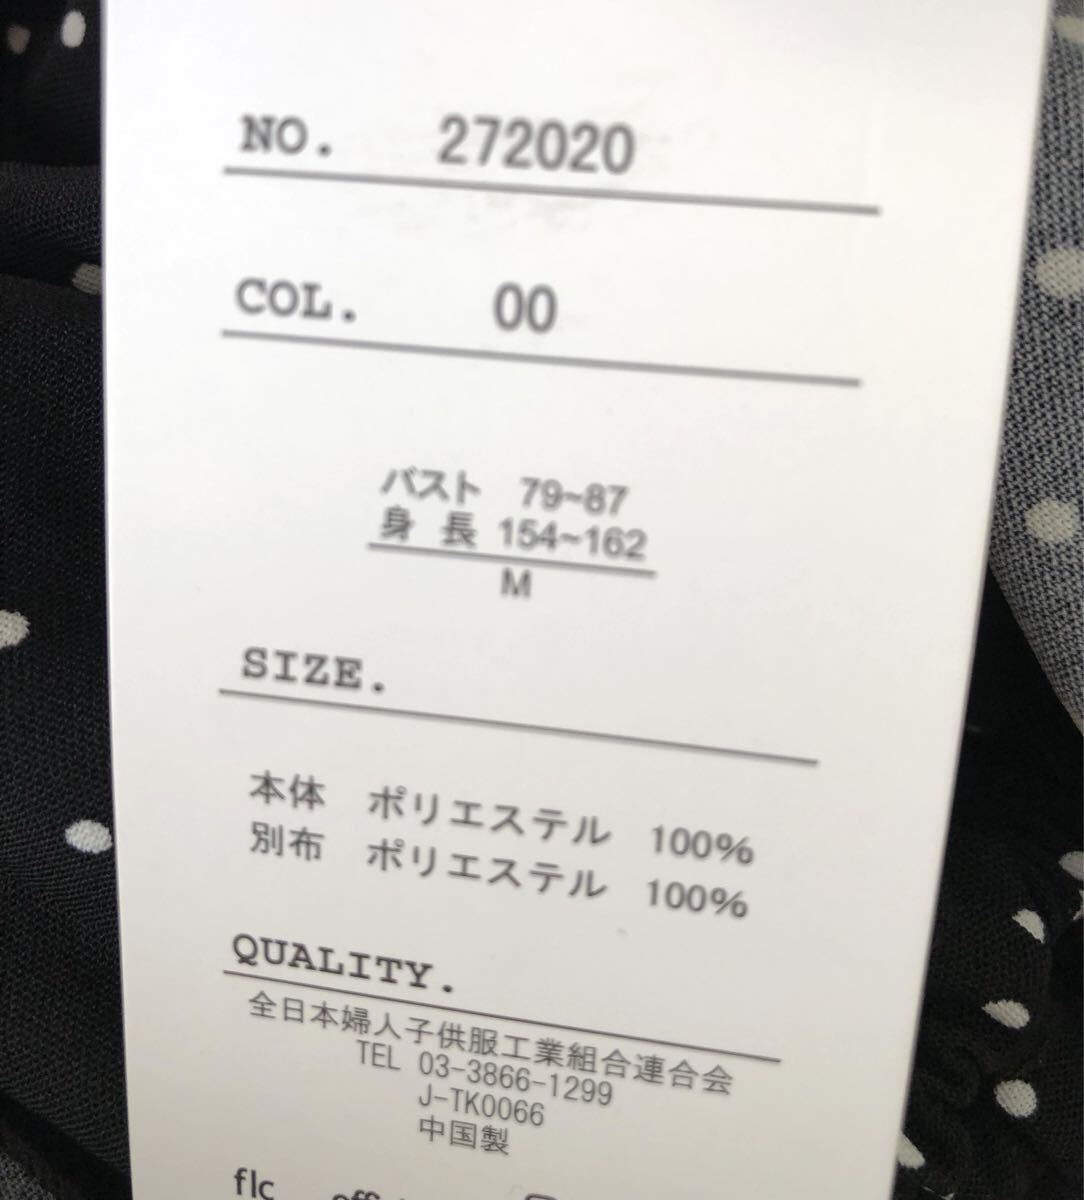 NO. 272020
COL. 00
バスト 79~87
身長 154~162
M
SIZE.
本体 ポリエステル 100%
別布 ポリエステル 100%
QUALITY.
全日本婦人子供服工業組合連合会
TEL 03-3866-1299
J-TK0066
中国製
flc